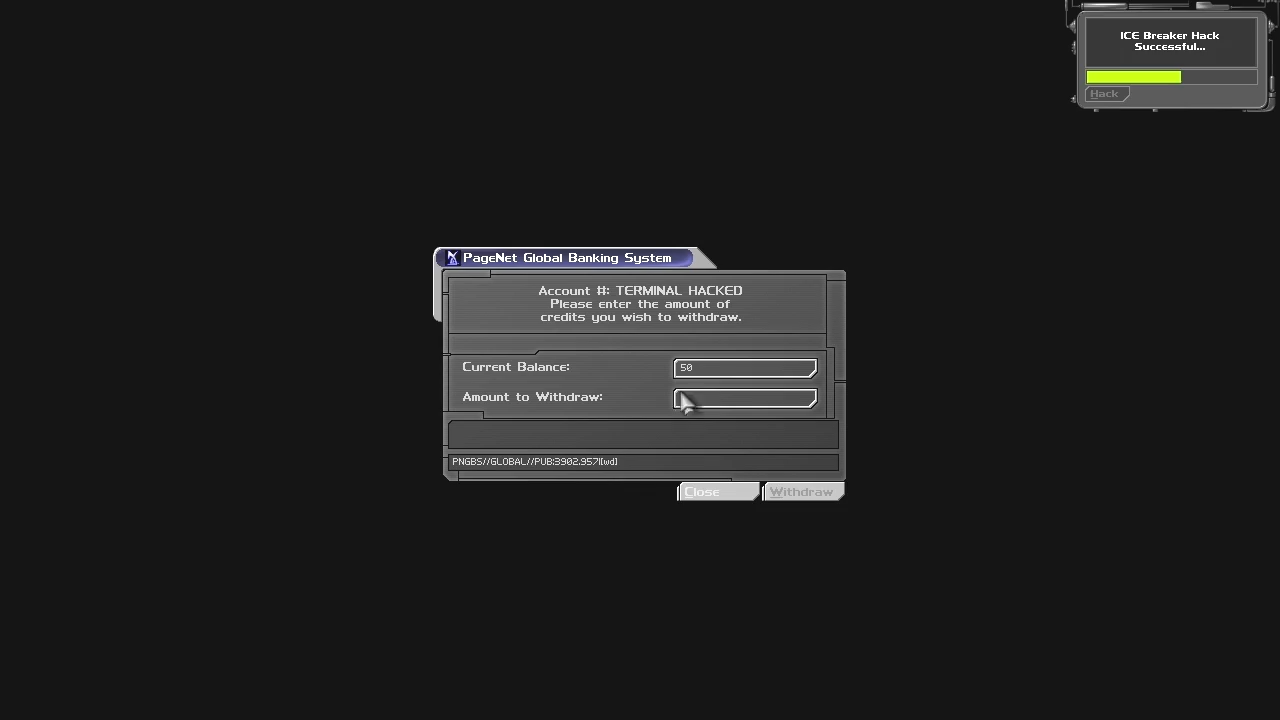 ICE Breaker Hack
Successful...
Hack
PageNet Global Banking System
Account #: TERMINAL HACKED
Please enter the amount of
credits you wish to withdraw.
Current Balance: 50
Amount to Withdraw:
PNGBS//GLOBAL//PUB:3902.957![wd]
Close Withdraw